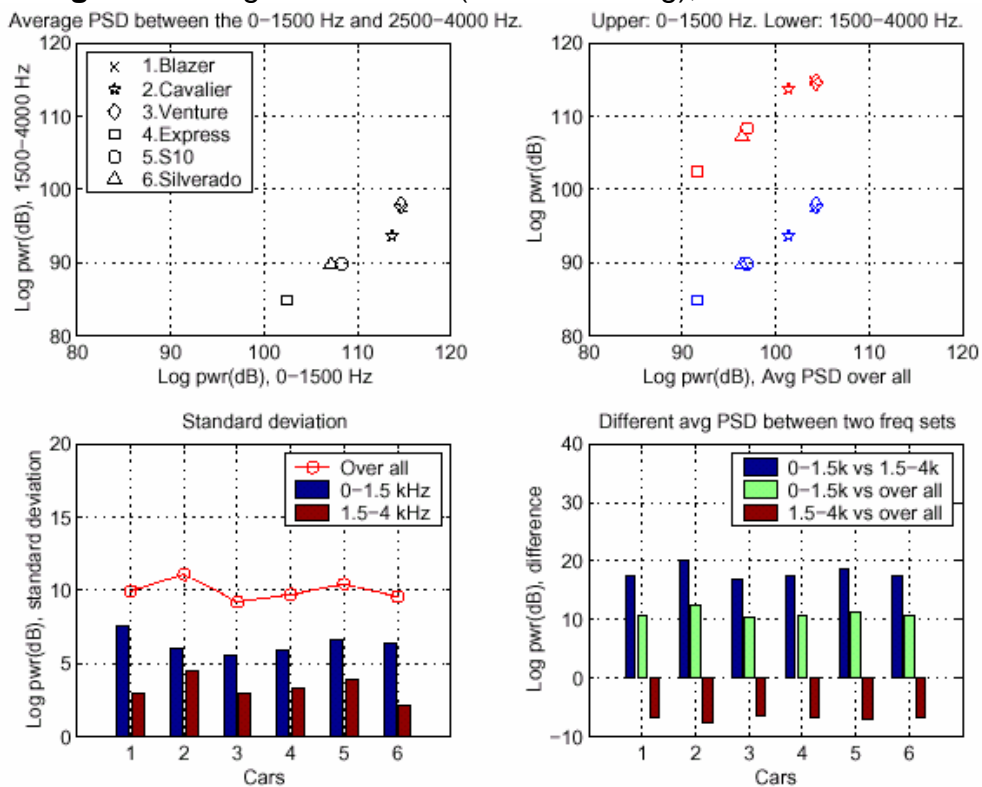 Average PSD between the 0−1500 Hz and 2500−4000 Hz.
Log pwr(dB), 1500−4000 Hz
120
110
100
90
80
1.Blazer
2.Cavalier
3.Venture
4.Express
5.S10
6.Silverado
80 90 100 110 120
Log pwr(dB), 0−1500 Hz
Upper: 0−1500 Hz. Lower: 1500−4000 Hz.
Log pwr(dB)
120
110
100
90
80
80 90 100 110 120
Log pwr(dB), Avg PSD over all
Standard deviation
Log pwr(dB), standard deviation
20
15
10
5
0
Over all
0−1.5 kHz
1.5−4 kHz
1 2 3 4 5 6
Cars
Different avg PSD between two freq sets
Log pwr(dB), difference
40
30
20
10
0
−10
0−1.5k vs 1.5−4k
0−1.5k vs over all
1.5−4k vs over all
1 2 3 4 5 6
Cars